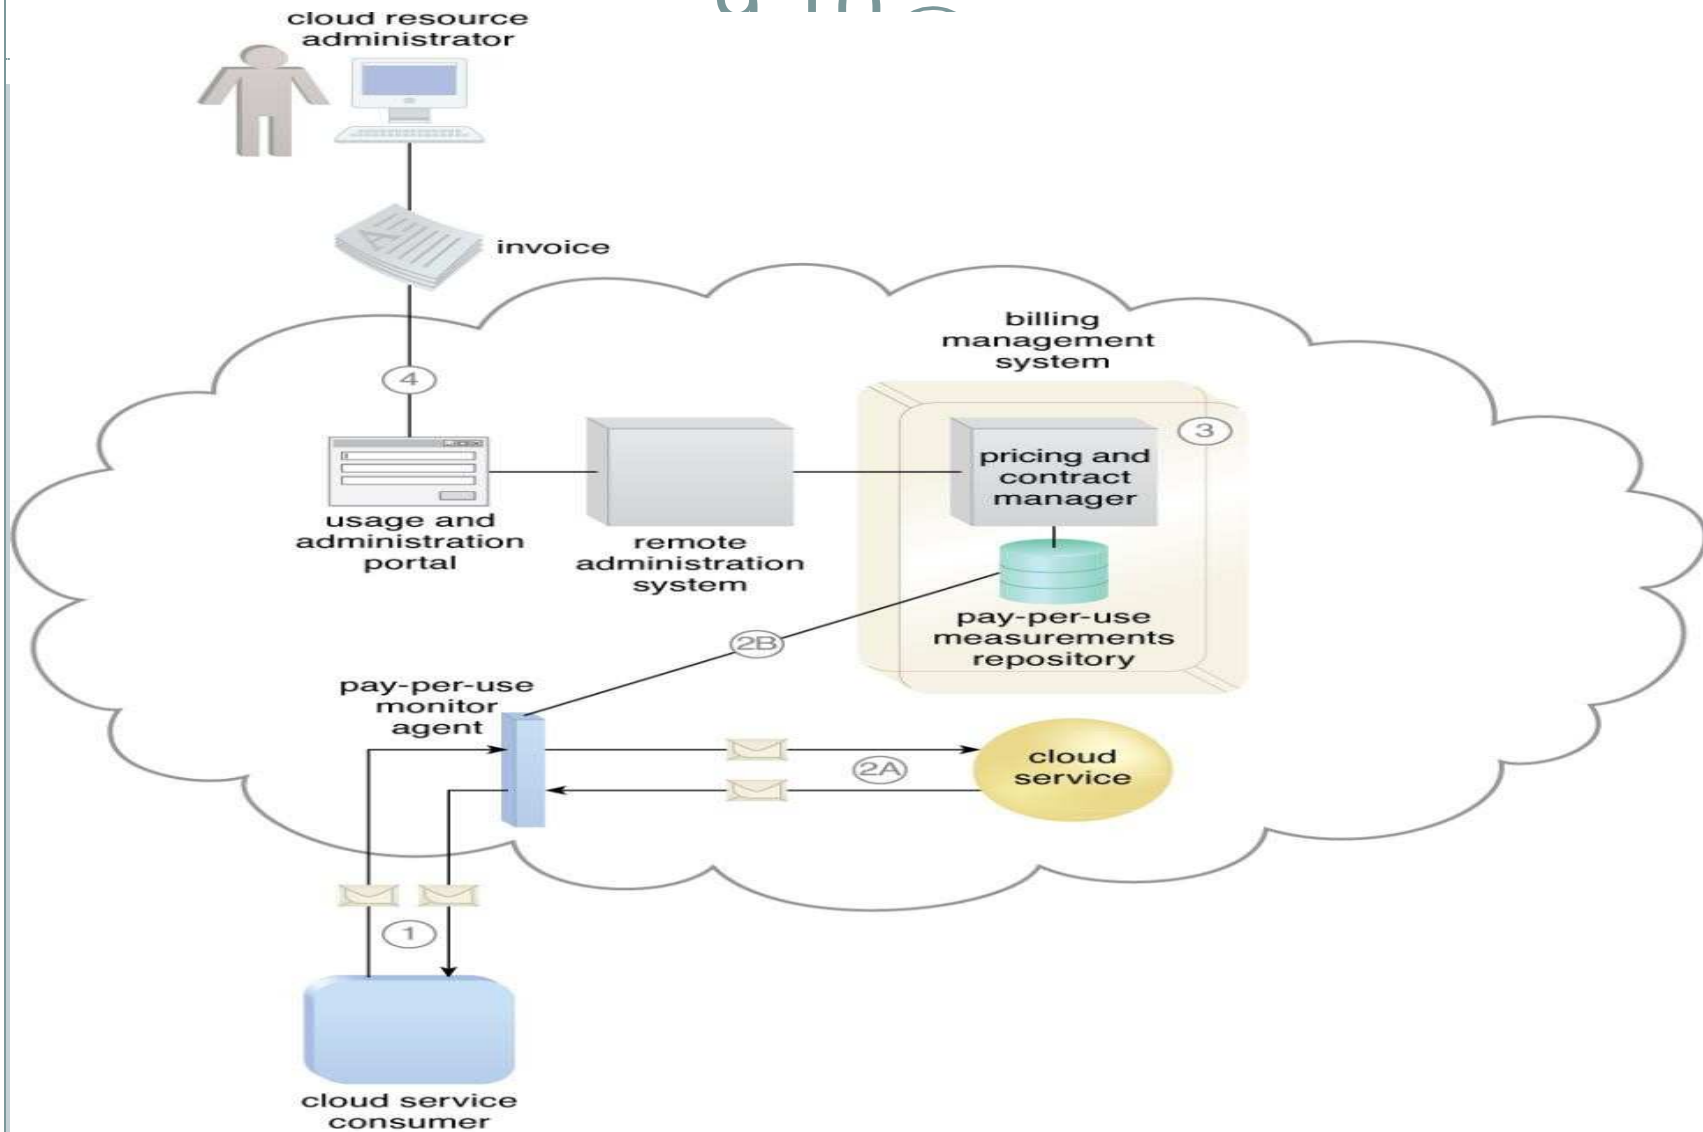 cloud resource
administrator
invoice
4
billing
management
system
3
pricing and
contract
manager
usage and
administration
portal
remote
administration
system
pay-per-use
measurements
repository
2B
pay-per-use
monitor
agent
2A
cloud
service
1
cloud service
consumer